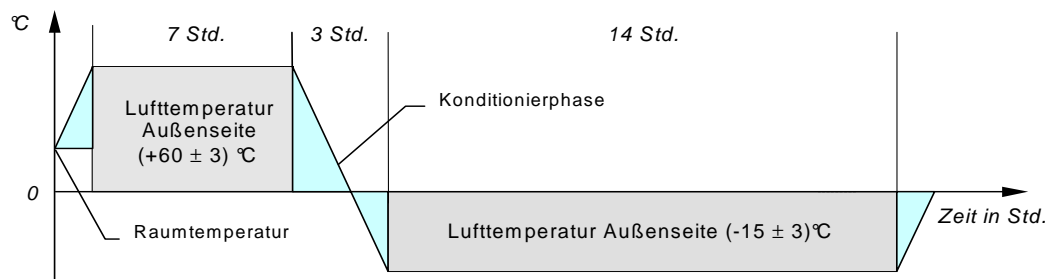 °C
7 Std.
3 Std.
14 Std.
Lufttemperatur
Außenseite
(+60 ± 3) °C
Konditionierphase
0
Raumtemperatur
Lufttemperatur Außenseite (-15 ± 3)°C
Zeit in Std.